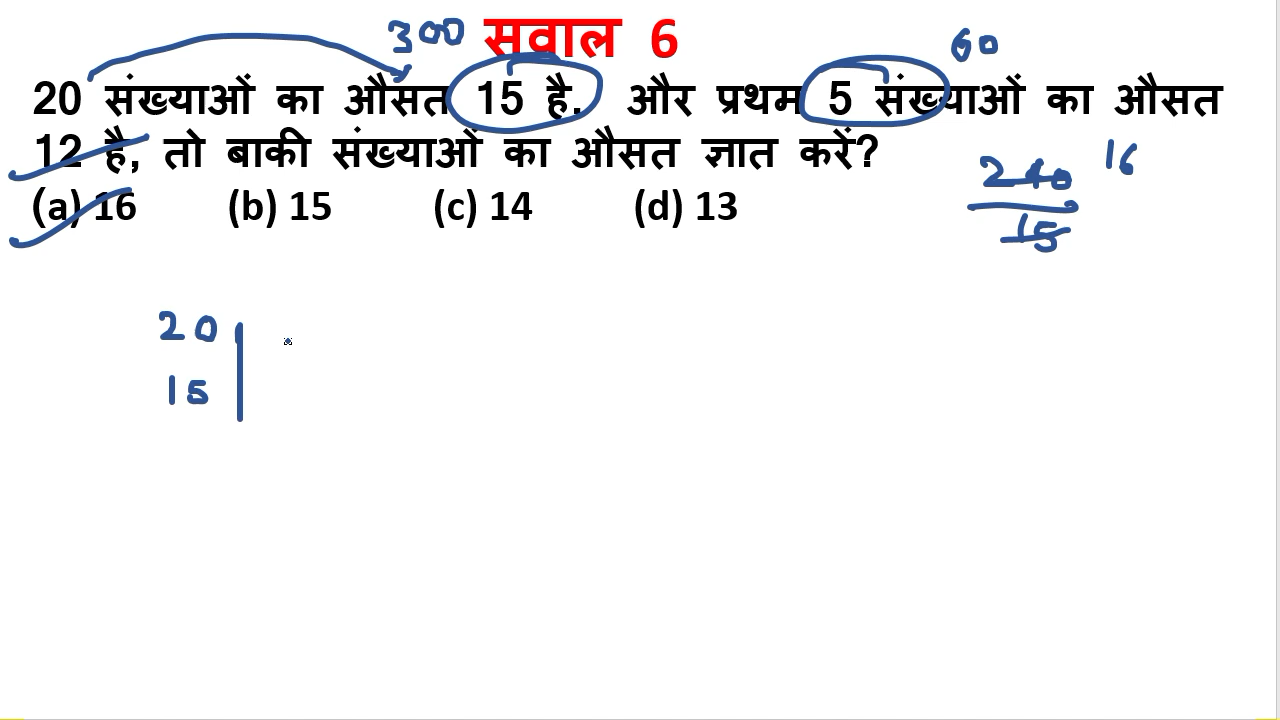 300 सवाल 6 60
20 संख्याओं का औसत 15 है. और प्रथम 5 संख्याओं का औसत
12 है, तो बाकी संख्याओं का औसत ज्ञात करें?
(a) 16 (b) 15 (c) 14 (d) 13
240 16
15
20
15